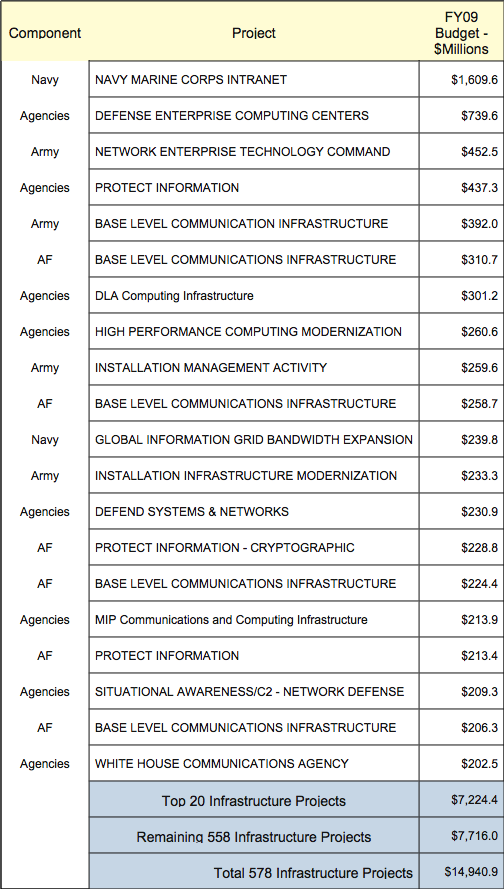 Component Project FY09 Budget - $Millions
Navy NAVY MARINE CORPS INTRANET $1,609.6
Agencies DEFENSE ENTERPRISE COMPUTING CENTERS $739.6
Army NETWORK ENTERPRISE TECHNOLOGY COMMAND $452.5
Agencies PROTECT INFORMATION $437.3
Army BASE LEVEL COMMUNICATION INFRASTRUCTURE $392.0
AF BASE LEVEL COMMUNICATIONS INFRASTRUCTURE $310.7
Agencies DLA Computing Infrastructure $301.2
Agencies HIGH PERFORMANCE COMPUTING MODERNIZATION $260.6
Army INSTALLATION MANAGEMENT ACTIVITY $259.6
AF BASE LEVEL COMMUNICATIONS INFRASTRUCTURE $258.7
Navy GLOBAL INFORMATION GRID BANDWIDTH EXPANSION $239.8
Army INSTALLATION INFRASTRUCTURE MODERNIZATION $233.3
Agencies DEFEND SYSTEMS & NETWORKS $230.9
AF PROTECT INFORMATION - CRYPTOGRAPHIC $228.8
AF BASE LEVEL COMMUNICATIONS INFRASTRUCTURE $224.4
Agencies MIP Communications and Computing Infrastructure $213.9
AF PROTECT INFORMATION $213.4
Agencies SITUATIONAL AWARENESS/C2 - NETWORK DEFENSE $209.3
AF BASE LEVEL COMMUNICATIONS INFRASTRUCTURE $206.3
Agencies WHITE HOUSE COMMUNICATIONS AGENCY $202.5
Top 20 Infrastructure Projects $7,224.4
Remaining 558 Infrastructure Projects $7,716.0
Total 578 Infrastructure Projects $14,940.9